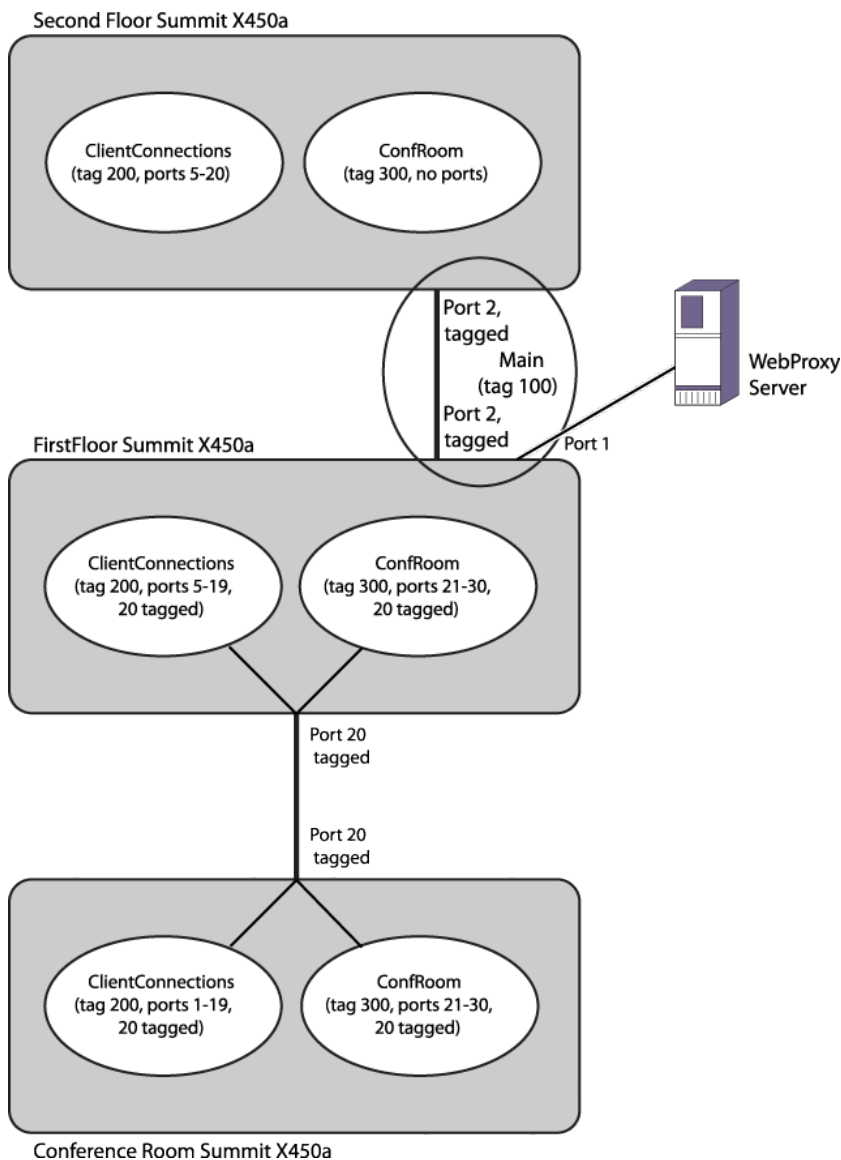 Second Floor Summit X450a
ClientConnections
(tag 200, ports 5-20)
ConfRoom
(tag 300, no ports)
Port 2,
tagged
Main
(tag 100)
Port 2,
tagged
WebProxy
Server
Port 1
FirstFloor Summit X450a
ClientConnections
(tag 200, ports 5-19,
20 tagged)
ConfRoom
(tag 300, ports 21-30,
20 tagged)
Port 20
tagged
Port 20
tagged
ClientConnections
(tag 200, ports 1-19,
20 tagged)
ConfRoom
(tag 300, ports 21-30,
20 tagged)
Conference Room Summit X450a